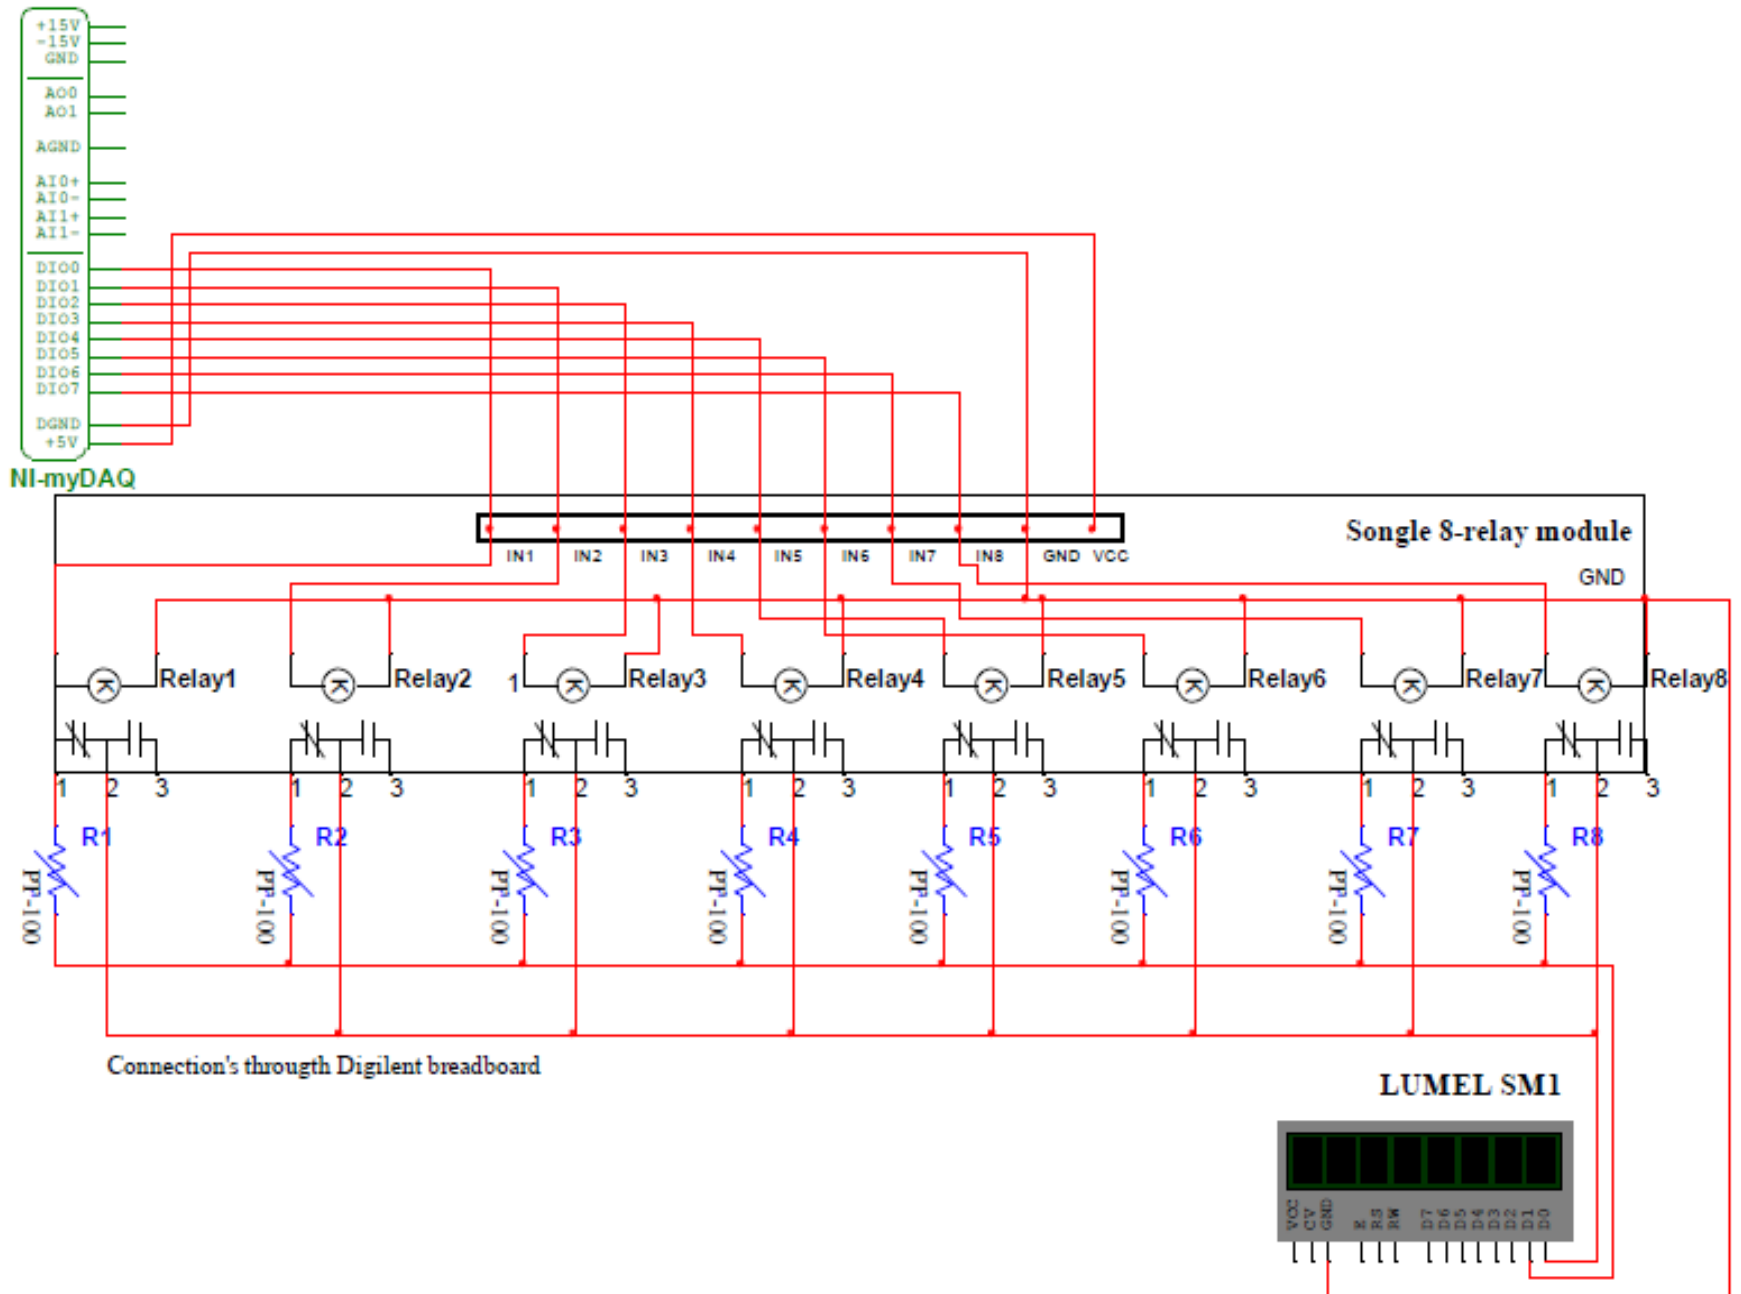 +15V
-15V
GND
AO0
AO1
AGND
AI0+
AI0-
AI1+
AI1-
DIO0
DIO1
DIO2
DIO3
DIO4
DIO5
DIO6
DIO7
DGND
+5V
NI-myDAQ
Songle 8-relay module
IN1 IN2 IN3 IN4 IN5 IN6 IN7 IN8 GND VCC
GND
K Relay1 K Relay2 1 K Relay3 K Relay4 K Relay5 K Relay6 K Relay7 K Relay8
1 2 3 1 2 3 1 2 3 1 2 3 1 2 3 1 2 3 1 2 3 1 2 3
R1 R2 R3 R4 R5 R6 R7 R8
PP-100 PP-100 PP-100 PP-100 PP-100 PP-100 PP-100 PP-100
Connection's througth Digilent breadboard
LUMEL SM1
VCC CV GND E RS RW D7 D6 D5 D4 D3 D2 D1 D0